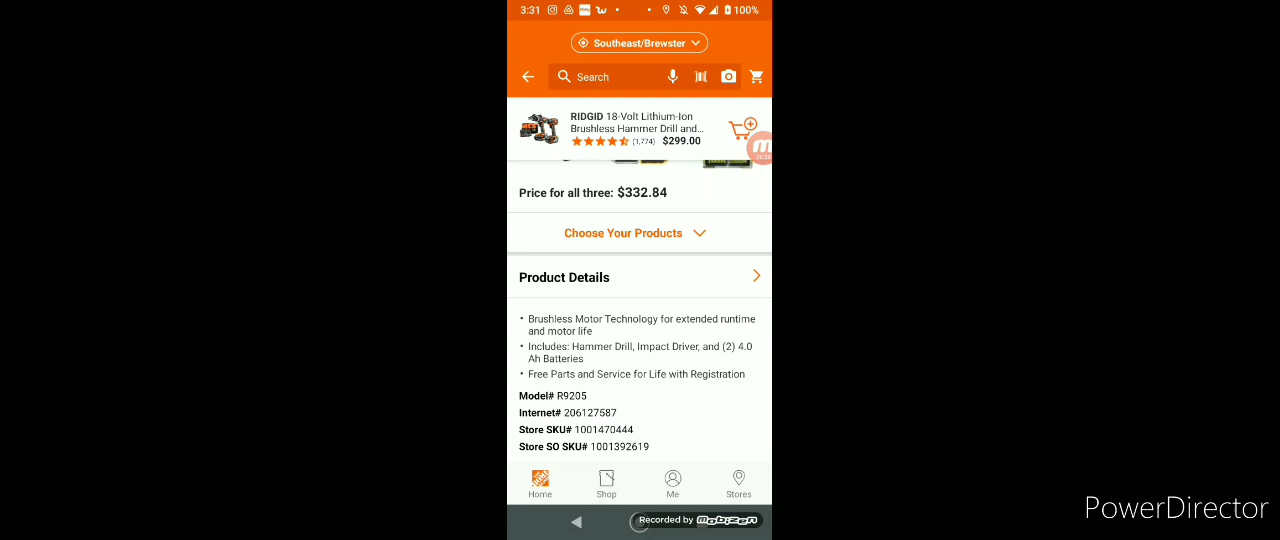 3:31
100%
Southeast/Brewster
Search
RIDGID 18-Volt Lithium-Ion
Brushless Hammer Drill and...
(1,774) $299.00
Price for all three: $332.84
Choose Your Products
Product Details
• Brushless Motor Technology for extended runtime
and motor life
• Includes: Hammer Drill, Impact Driver, and (2) 4.0
Ah Batteries
• Free Parts and Service for Life with Registration
Model# R9205
Internet# 206127587
Store SKU# 1001470444
Store SO SKU# 1001392619
Home Shop Me Stores
Recorded by mobizen
PowerDirector